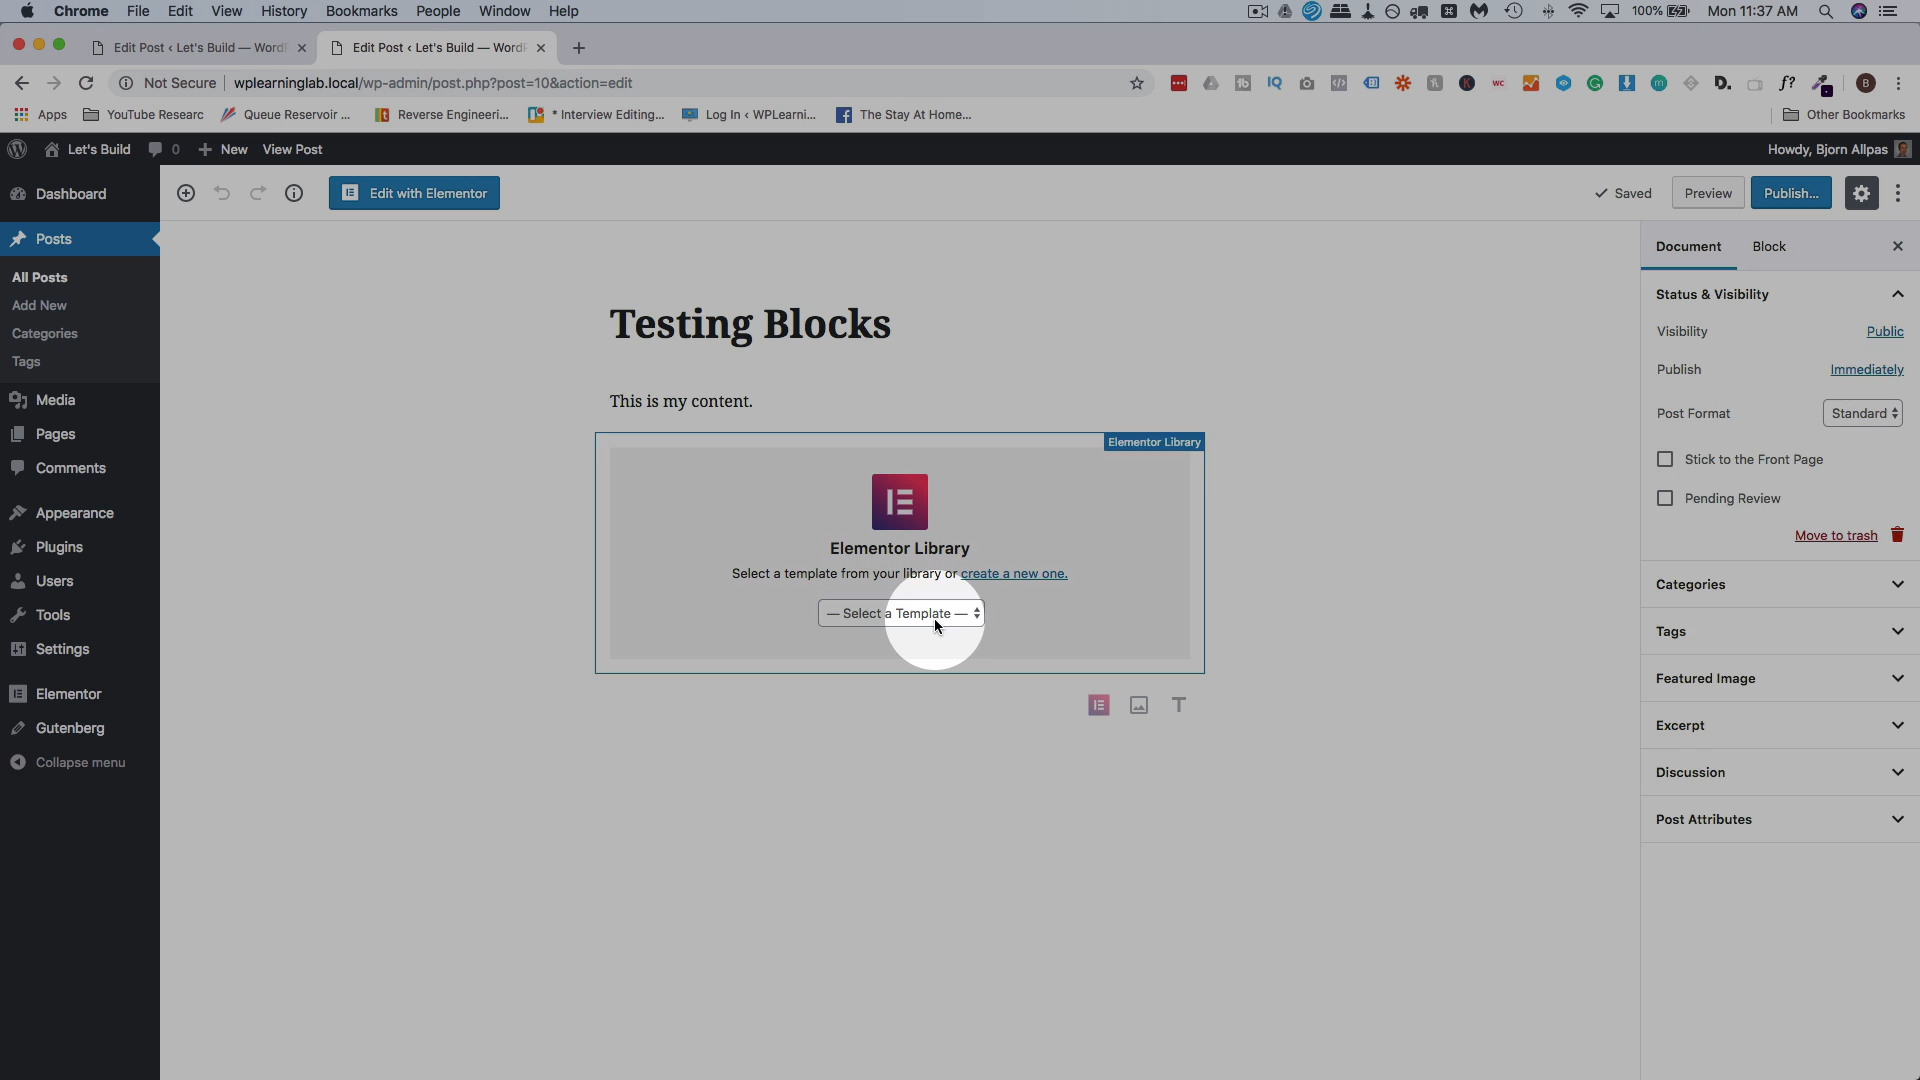 Chrome File Edit View History Bookmarks People Window Help 100% Mon 11:37 AM
Edit Post ‹ Let's Build — Word Edit Post ‹ Let's Build — Word
Not Secure wplearninglab.local/wp-admin/post.php?post=10&action=edit
Apps YouTube Researc Queue Reservoir ... Reverse Engineeri... * Interview Editing... Log In ‹ WPLearni... The Stay At Home... Other Bookmarks
Let's Build 0 New View Post Howdy, Bjorn Allpas
Dashboard
Posts
All Posts
Add New
Categories
Tags
Media
Pages
Comments
Appearance
Plugins
Users
Tools
Settings
Elementor
Gutenberg
Collapse menu
Edit with Elementor Saved Preview Publish...
Testing Blocks
This is my content.
Elementor Library
Elementor Library
Select a template from your library or create a new one.
— Select a Template —
T
Document Block
Status & Visibility
Visibility Public
Publish Immediately
Post Format Standard
Stick to the Front Page
Pending Review
Move to trash
Categories
Tags
Featured Image
Excerpt
Discussion
Post Attributes